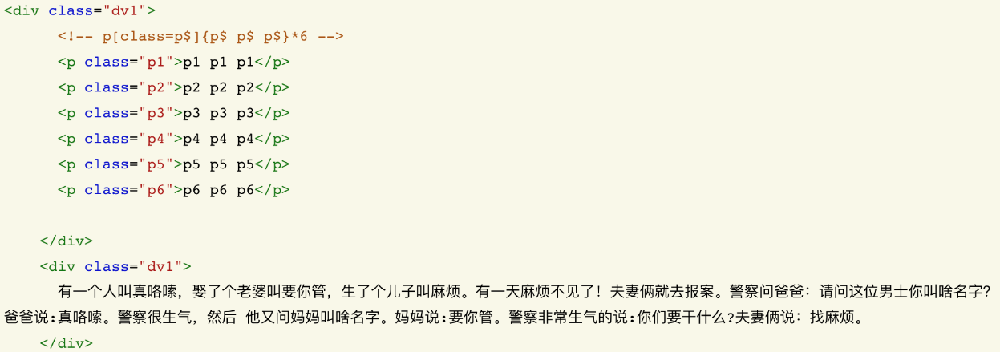 <div class="dv1">
<!-- p[class=p$]{p$ p$ p$}*6 -->
<p class="p1">p1 p1 p1</p>
<p class="p2">p2 p2 p2</p>
<p class="p3">p3 p3 p3</p>
<p class="p4">p4 p4 p4</p>
<p class="p5">p5 p5 p5</p>
<p class="p6">p6 p6 p6</p>
</div>
<div class="dv1">
有一个人叫真咯嗦，娶了个老婆叫要你管，生了个儿子叫麻烦。有一天麻烦不见了！夫妻俩就去报案。警察问爸爸：请问这位男士你叫啥名字?
爸爸说:真咯嗦。警察很生气，然后 他又问妈妈叫啥名字。妈妈说:要你管。警察非常生气的说:你们要干什么?夫妻俩说：找麻烦。
</div>